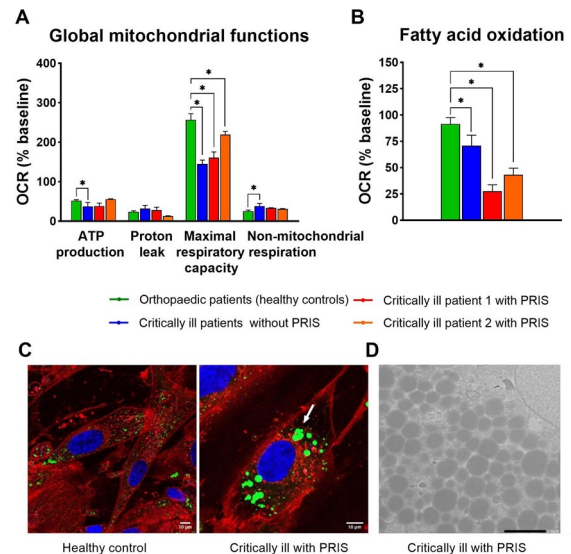 A
Global mitochondrial functions
OCR (% baseline)
400
300
200
100
0
*
*
*
*
*
ATP production
Proton leak
Maximal respiratory capacity
Non-mitochondrial respiration
B
Fatty acid oxidation
OCR (% baseline)
150
125
100
75
50
25
0
*
*
*
Orthopaedic patients (healthy controls)
Critically ill patients without PRIS
Critically ill patient 1 with PRIS
Critically ill patient 2 with PRIS
C
D
10 µm
10 µm
Healthy control
Critically ill with PRIS
Critically ill with PRIS